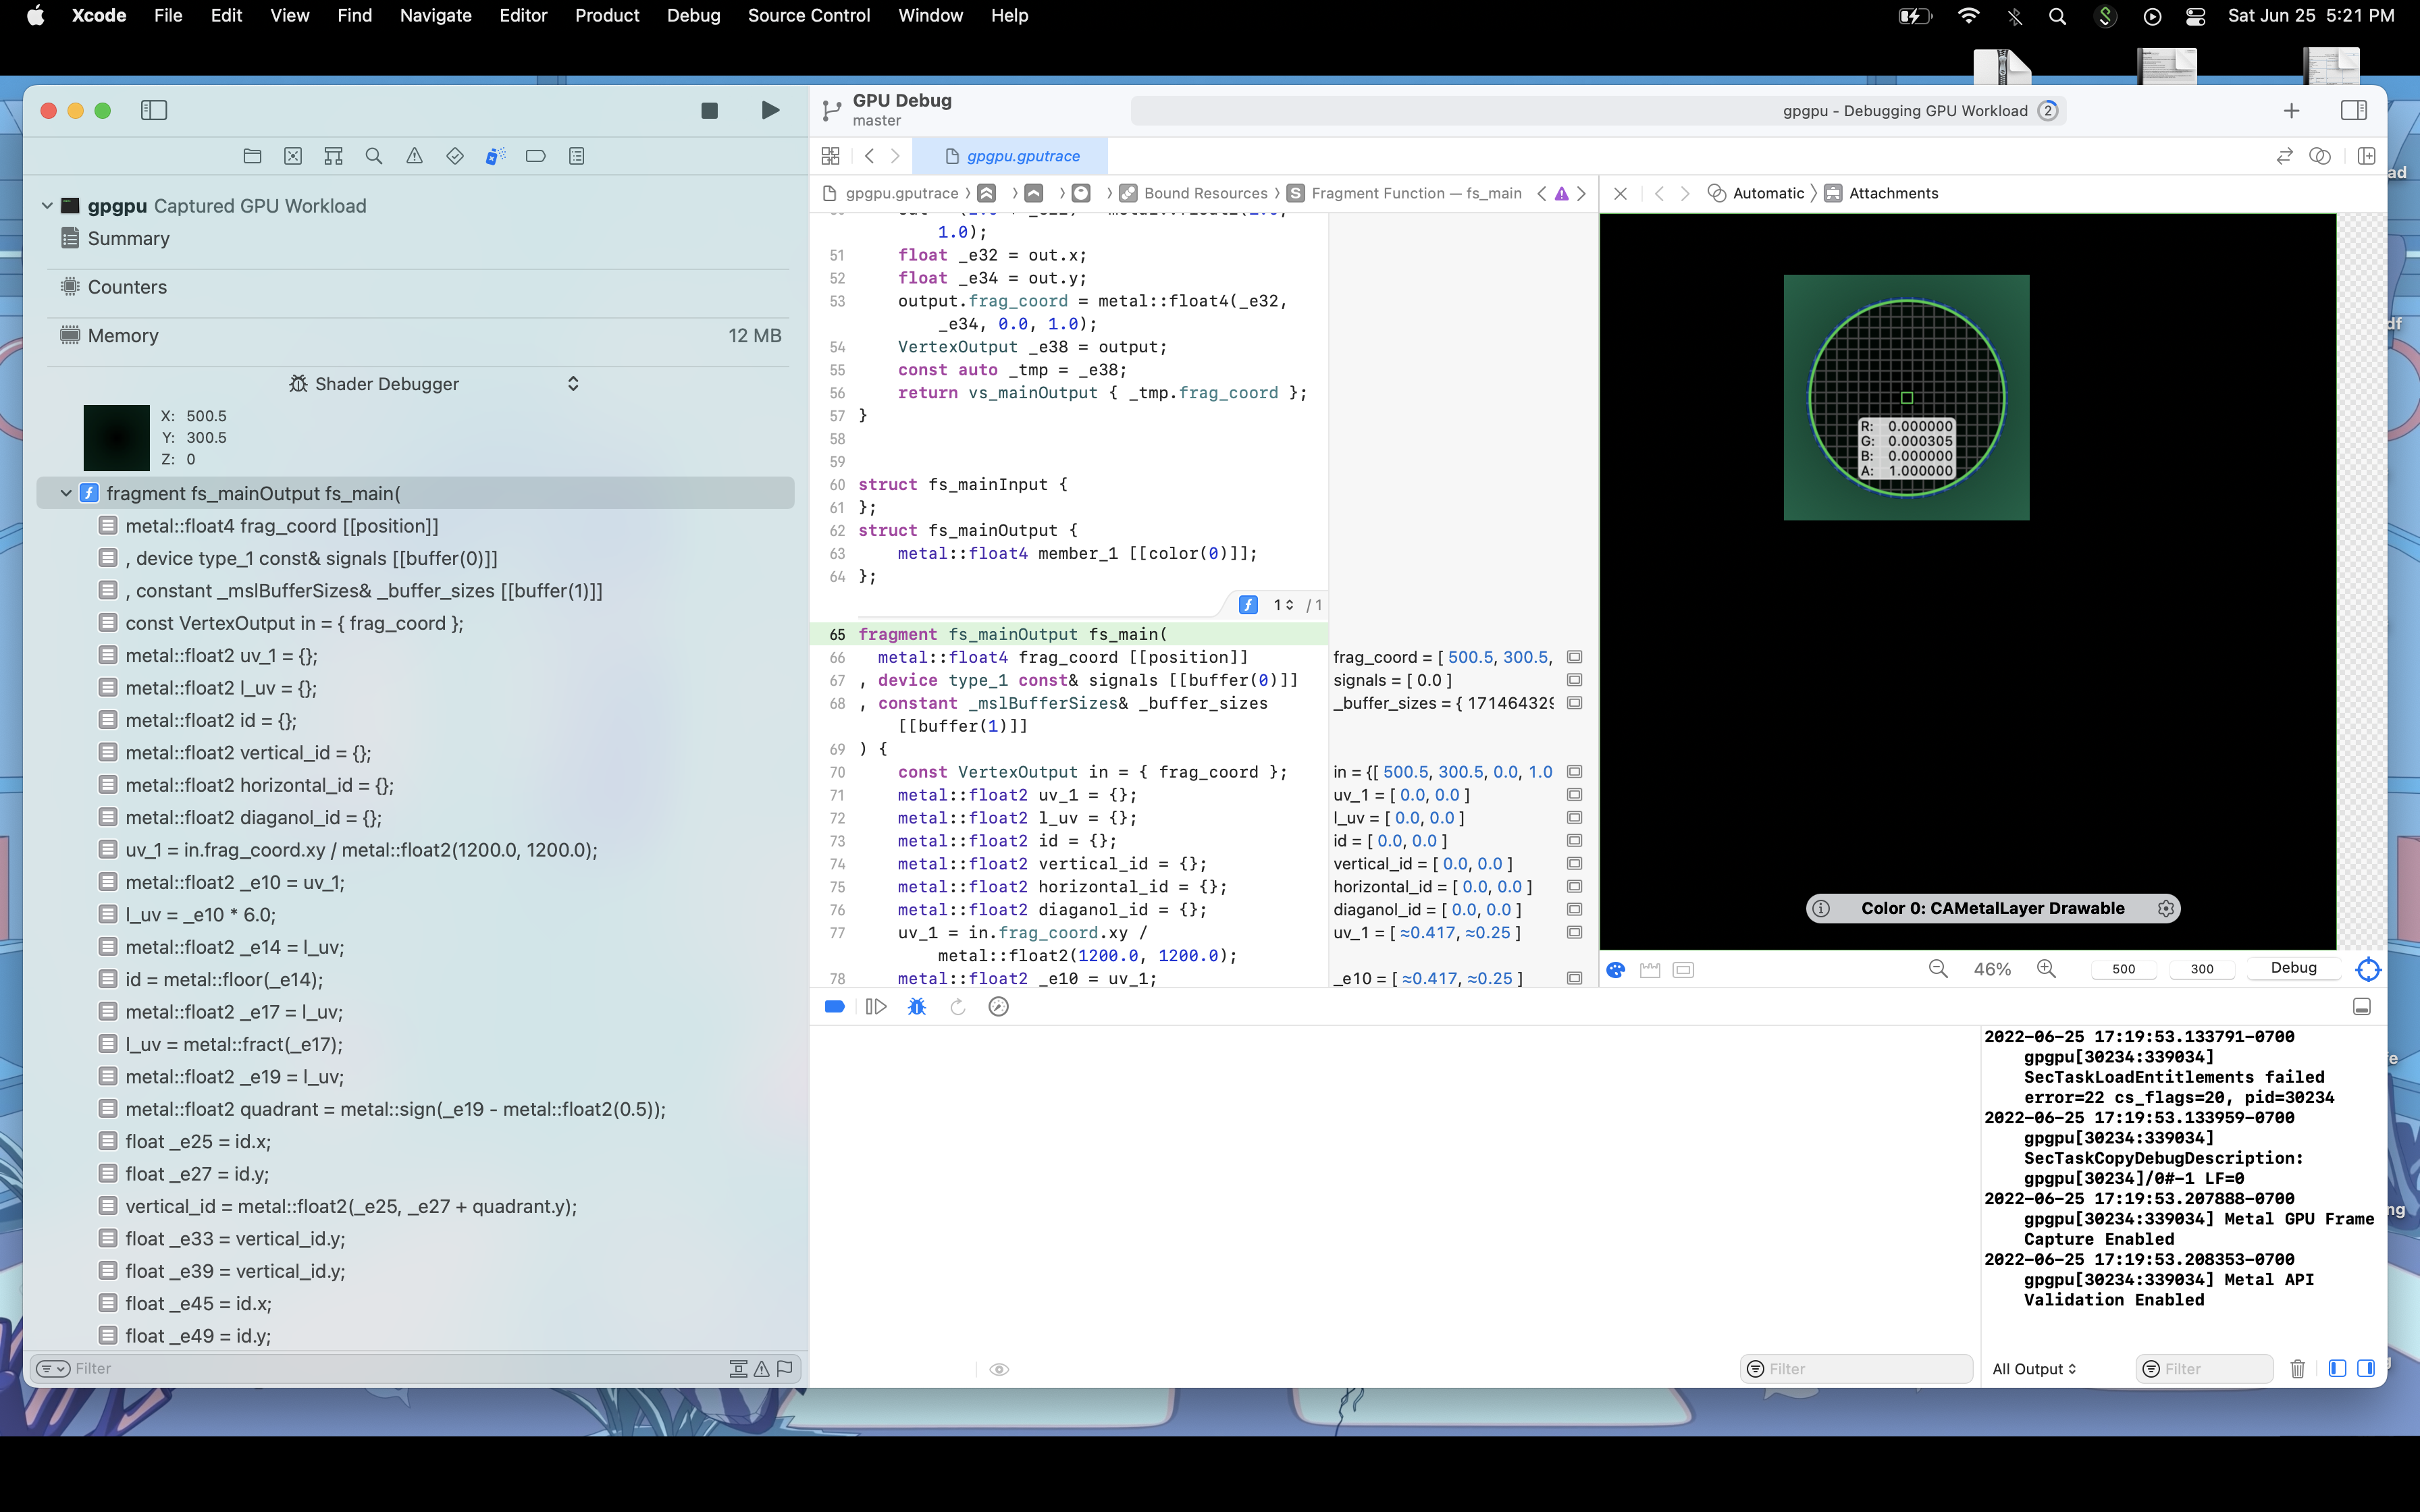 Xcode File Edit View Find Navigate Editor Product Debug Source Control Window Help
Sat Jun 25 5:21 PM
GPU Debug
master
gpgpu - Debugging GPU Workload 2
gpgpu.gputrace
gpgpu Captured GPU Workload
Summary
Counters
Memory 12 MB
Shader Debugger
X: 500.5
Y: 300.5
Z: 0
fragment fs_mainOutput fs_main(
metal::float4 frag_coord [[position]]
, device type_1 const& signals [[buffer(0)]]
, constant _mslBufferSizes& _buffer_sizes [[buffer(1)]]
const VertexOutput in = { frag_coord };
metal::float2 uv_1 = {};
metal::float2 l_uv = {};
metal::float2 id = {};
metal::float2 vertical_id = {};
metal::float2 horizontal_id = {};
metal::float2 diaganol_id = {};
uv_1 = in.frag_coord.xy / metal::float2(1200.0, 1200.0);
metal::float2 _e10 = uv_1;
l_uv = _e10 * 6.0;
metal::float2 _e14 = l_uv;
id = metal::floor(_e14);
metal::float2 _e17 = l_uv;
l_uv = metal::fract(_e17);
metal::float2 _e19 = l_uv;
metal::float2 quadrant = metal::sign(_e19 - metal::float2(0.5));
float _e25 = id.x;
float _e27 = id.y;
vertical_id = metal::float2(_e25, _e27 + quadrant.y);
float _e33 = vertical_id.y;
float _e39 = vertical_id.y;
float _e45 = id.x;
float _e49 = id.y;
Filter
gpgpu.gputrace Bound Resources S Fragment Function — fs_main
1.0);
51 float _e32 = out.x;
52 float _e34 = out.y;
53 output.frag_coord = metal::float4(_e32,
_e34, 0.0, 1.0);
54 VertexOutput _e38 = output;
55 const auto _tmp = _e38;
56 return vs_mainOutput { _tmp.frag_coord };
57 }
58
59
60 struct fs_mainInput {
61 };
62 struct fs_mainOutput {
63 metal::float4 member_1 [[color(0)]];
64 };
1 / 1
65 fragment fs_mainOutput fs_main(
66 metal::float4 frag_coord [[position]] frag_coord = [ 500.5, 300.5,
67 , device type_1 const& signals [[buffer(0)]] signals = [ 0.0 ]
68 , constant _mslBufferSizes& _buffer_sizes _buffer_sizes = { 171464329
[[buffer(1)]]
69 ) {
70 const VertexOutput in = { frag_coord }; in = {[ 500.5, 300.5, 0.0, 1.0
71 metal::float2 uv_1 = {}; uv_1 = [ 0.0, 0.0 ]
72 metal::float2 l_uv = {}; l_uv = [ 0.0, 0.0 ]
73 metal::float2 id = {}; id = [ 0.0, 0.0 ]
74 metal::float2 vertical_id = {}; vertical_id = [ 0.0, 0.0 ]
75 metal::float2 horizontal_id = {}; horizontal_id = [ 0.0, 0.0 ]
76 metal::float2 diaganol_id = {}; diaganol_id = [ 0.0, 0.0 ]
77 uv_1 = in.frag_coord.xy / uv_1 = [ ≈0.417, ≈0.25 ]
metal::float2(1200.0, 1200.0);
78 metal::float2 _e10 = uv_1; _e10 = [ ≈0.417, ≈0.25 ]
Automatic Attachments
R: 0.000000
G: 0.000305
B: 0.000000
A: 1.000000
Color 0: CAMetalLayer Drawable
46% 500 300 Debug
2022-06-25 17:19:53.133791-0700
gpgpu[30234:339034]
SecTaskLoadEntitlements failed
error=22 cs_flags=20, pid=30234
2022-06-25 17:19:53.133959-0700
gpgpu[30234:339034]
SecTaskCopyDebugDescription:
gpgpu[30234]/0#-1 LF=0
2022-06-25 17:19:53.207888-0700
gpgpu[30234:339034] Metal GPU Frame
Capture Enabled
2022-06-25 17:19:53.208353-0700
gpgpu[30234:339034] Metal API
Validation Enabled
Filter
All Output
Filter